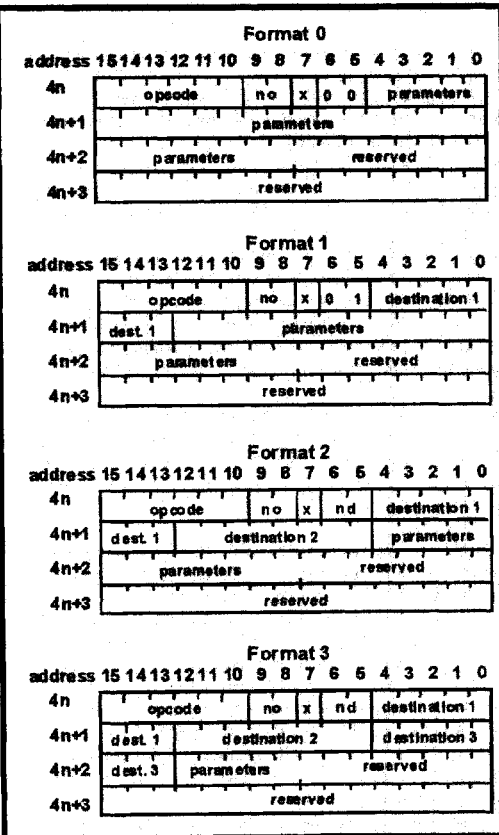 Format 0
address 15 14 13 12 11 10 9 8 7 6 5 4 3 2 1 0
4n opcode no x 0 0 parameters
4n+1 parameters
4n+2 parameters reserved
4n+3 reserved
Format 1
address 15 14 13 12 11 10 9 8 7 6 5 4 3 2 1 0
4n opcode no x 0 1 destination 1
4n+1 dest. 1 parameters
4n+2 parameters reserved
4n+3 reserved
Format 2
address 15 14 13 12 11 10 9 8 7 6 5 4 3 2 1 0
4n opcode no x nd destination 1
4n+1 dest. 1 destination 2 parameters
4n+2 parameters reserved
4n+3 reserved
Format 3
address 15 14 13 12 11 10 9 8 7 6 5 4 3 2 1 0
4n opcode no x nd destination 1
4n+1 dest. 1 destination 2 destination 3
4n+2 dest. 3 parameters reserved
4n+3 reserved